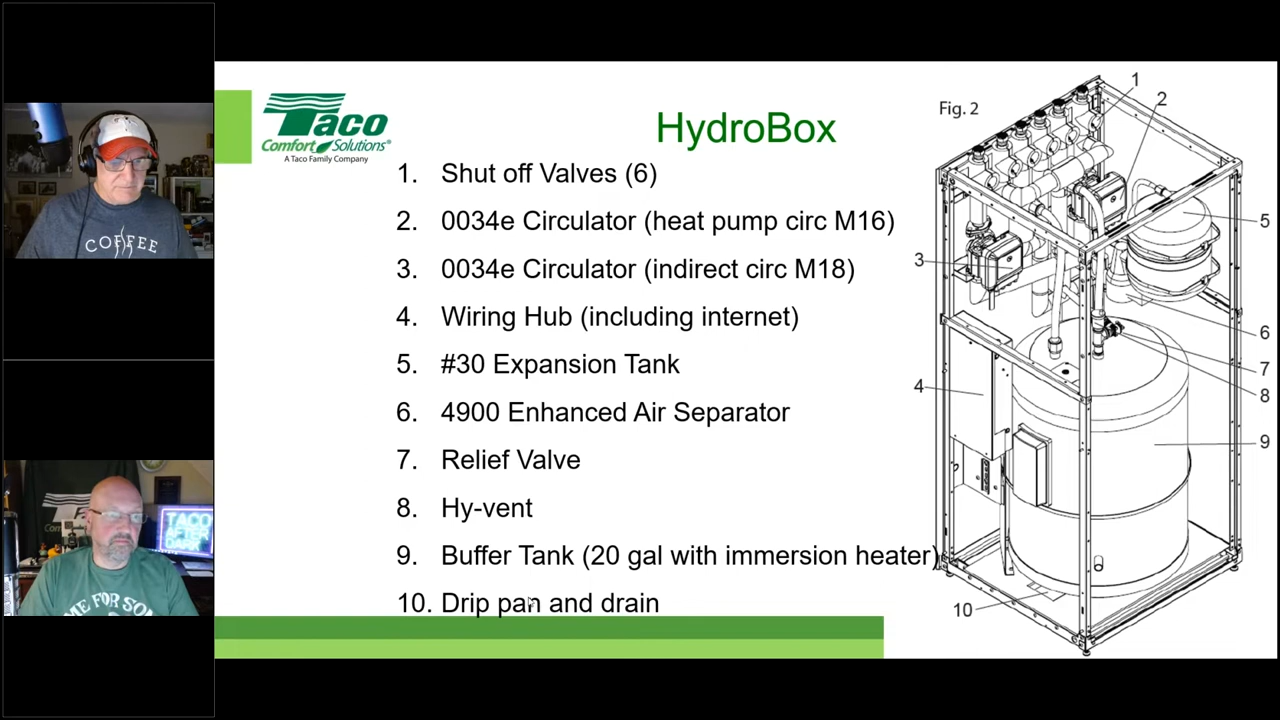 Taco
Comfort Solutions®
A Taco Family Company
HydroBox
1. Shut off Valves (6)
2. 0034e Circulator (heat pump circ M16)
3. 0034e Circulator (indirect circ M18)
4. Wiring Hub (including internet)
5. #30 Expansion Tank
6. 4900 Enhanced Air Separator
7. Relief Valve
8. Hy-vent
9. Buffer Tank (20 gal with immersion heater)
10. Drip pan and drain
Fig. 2
1
2
3
4
5
6
7
8
9
10
COFFEE
TACO
AFTER
DARK